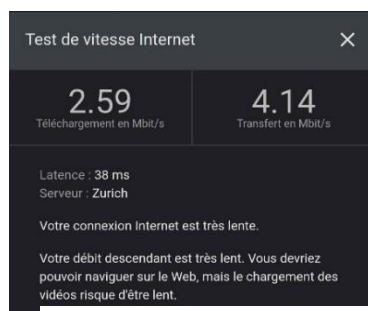 Test de vitesse Internet
2.59
Téléchargement en Mbit/s
4.14
Transfert en Mbit/s
Latence : 38 ms
Serveur : Zurich
Votre connexion Internet est très lente.
Votre débit descendant est très lent. Vous devriez
pouvoir naviguer sur le Web, mais le chargement des
vidéos risque d'être lent.